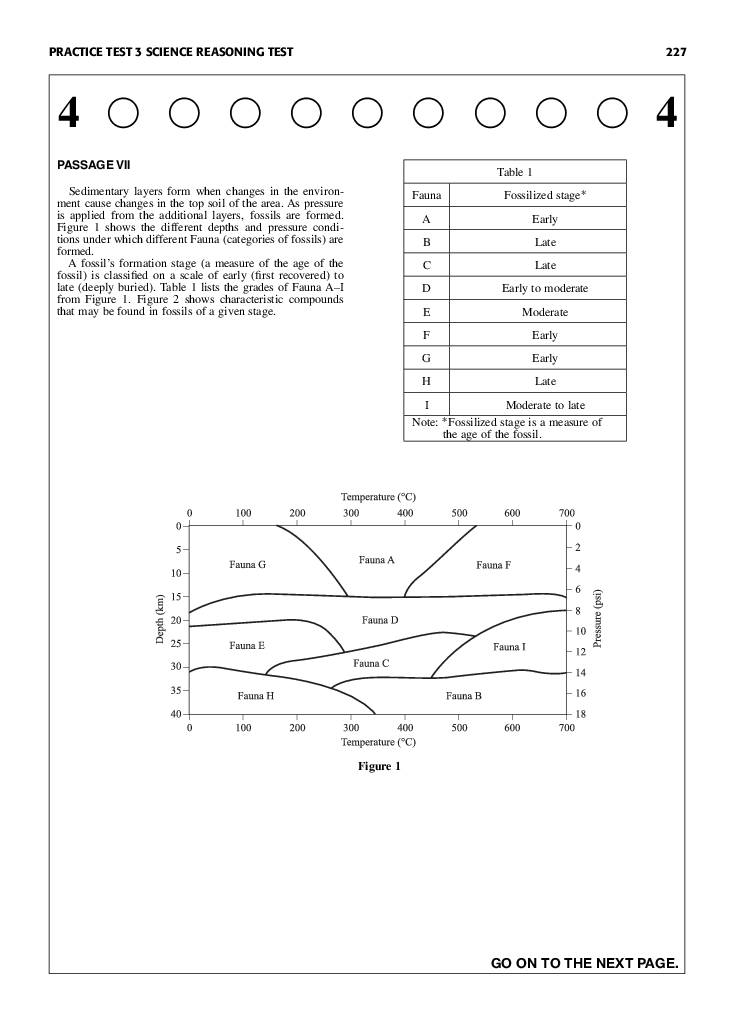 PRACTICE TEST 3 SCIENCE REASONING TEST 227
4 4
PASSAGE VII
Sedimentary layers form when changes in the environ-
ment cause changes in the top soil of the area. As pressure
is applied from the additional layers, fossils are formed.
Figure 1 shows the different depths and pressure condi-
tions under which different Fauna (categories of fossils) are
formed.
A fossil's formation stage (a measure of the age of the
fossil) is classified on a scale of early (first recovered) to
late (deeply buried). Table 1 lists the grades of Fauna A–I
from Figure 1. Figure 2 shows characteristic compounds
that may be found in fossils of a given stage.
Table 1
Fauna Fossilized stage*
A Early
B Late
C Late
D Early to moderate
E Moderate
F Early
G Early
H Late
I Moderate to late
Note: *Fossilized stage is a measure of
the age of the fossil.
Temperature (°C)
0 100 200 300 400 500 600 700
0 5 10 15 20 25 30 35 40
Depth (km)
Fauna G Fauna A Fauna F
Fauna D
Fauna E Fauna I
Fauna C
Fauna H Fauna B
0 2 4 6 8 10 12 14 16 18
Pressure (psi)
0 100 200 300 400 500 600 700
Temperature (°C)
Figure 1
GO ON TO THE NEXT PAGE.